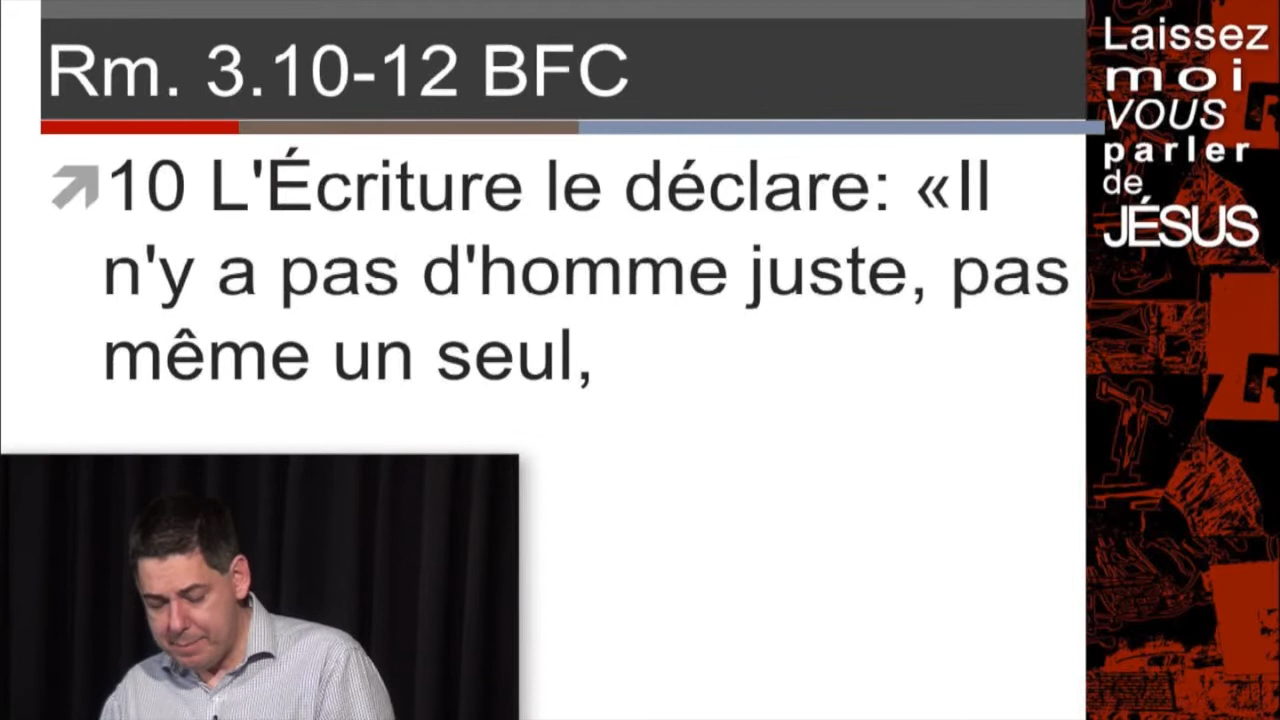 Rm. 3.10-12 BFC
10 L'Écriture le déclare: «Il
n'y a pas d'homme juste, pas
même un seul,
Laissez
moi
VOUS
parler
de
JÉSUS